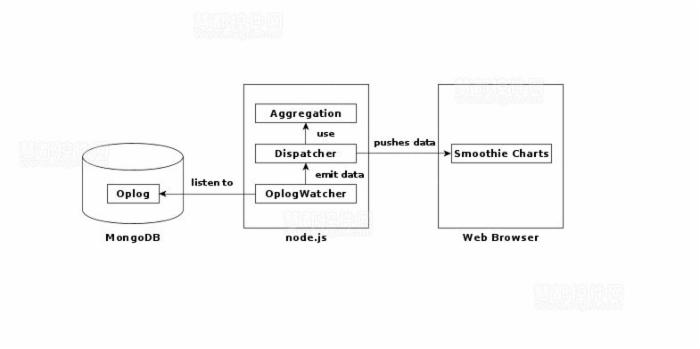 Aggregation
use
Dispatcher
pushes data
Smoothie Charts
emit data
listen to
Oplog
OplogWatcher
MongoDB
node.js
Web Browser